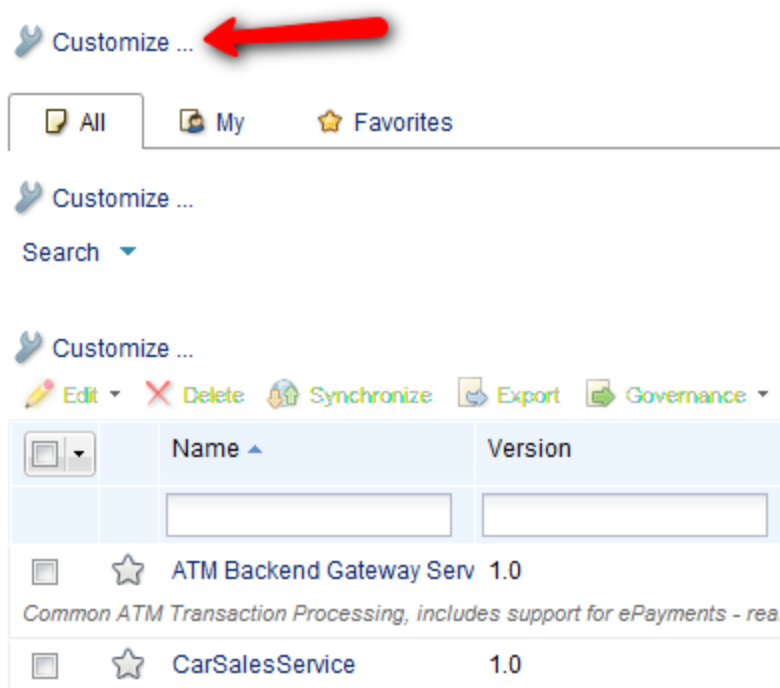 Customize ...
All My Favorites
Customize ...
Search
Customize ...
Edit Delete Synchronize Export Governance
Name Version
ATM Backend Gateway Serv 1.0
Common ATM Transaction Processing, includes support for ePayments - rea
CarSalesService 1.0